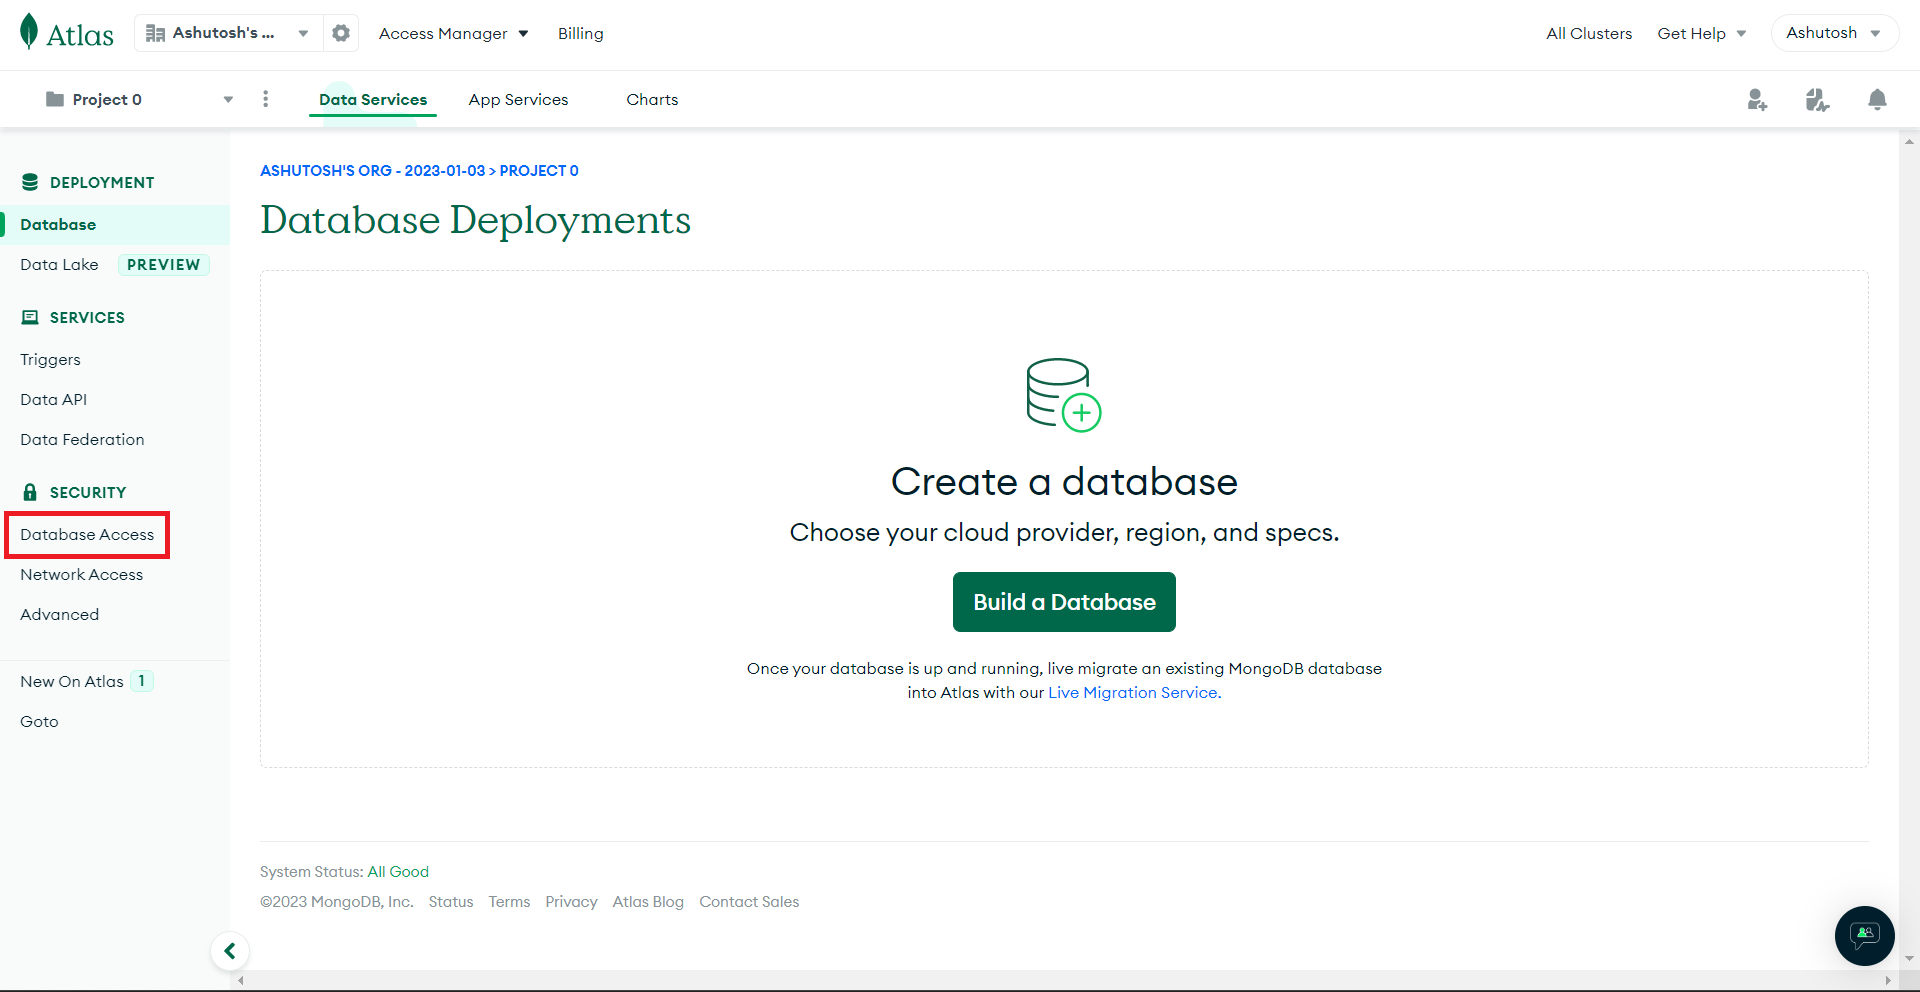 Atlas
Ashutosh's ...
Access Manager
Billing
All Clusters
Get Help
Ashutosh
Project 0
Data Services
App Services
Charts
DEPLOYMENT
Database
Data Lake PREVIEW
SERVICES
Triggers
Data API
Data Federation
SECURITY
Database Access
Network Access
Advanced
New On Atlas 1
Goto
ASHUTOSH'S ORG - 2023-01-03 > PROJECT 0
Database Deployments
Create a database
Choose your cloud provider, region, and specs.
Build a Database
Once your database is up and running, live migrate an existing MongoDB database
into Atlas with our Live Migration Service.
System Status: All Good
©2023 MongoDB, Inc. Status Terms Privacy Atlas Blog Contact Sales